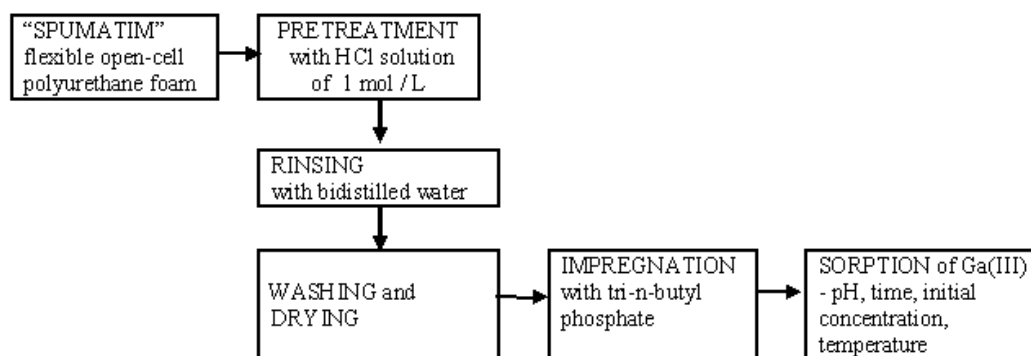 “SPUMATIM”
flexible open-cell
polyurethane foam
PRETREATMENT
with HCl solution
of 1 mol / L
RINSING
with bidistilled water
WASHING and
DRYING
IMPREGNATION
with tri-n-butyl
phosphate
SORPTION of Ga(III)
- pH, time, initial
concentration,
temperature